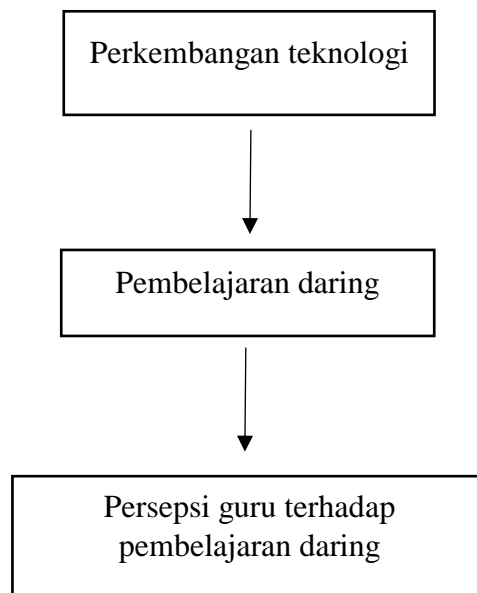 Perkembangan teknologi
Pembelajaran daring
Persepsi guru terhadap
pembelajaran daring